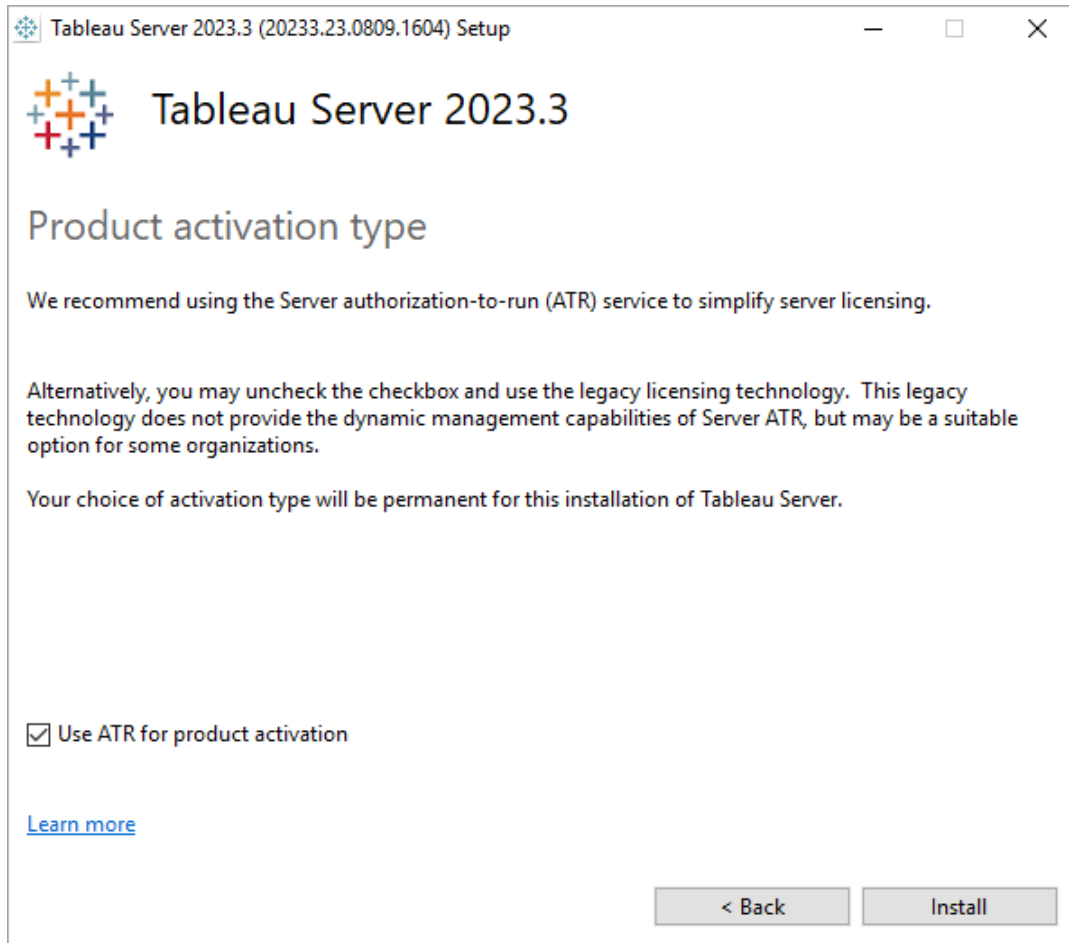 Tableau Server 2023.3 (20233.23.0809.1604) Setup
Tableau Server 2023.3
Product activation type
We recommend using the Server authorization-to-run (ATR) service to simplify server licensing.
Alternatively, you may uncheck the checkbox and use the legacy licensing technology.  This legacy
technology does not provide the dynamic management capabilities of Server ATR, but may be a suitable
option for some organizations.
Your choice of activation type will be permanent for this installation of Tableau Server.
Use ATR for product activation
Learn more
< Back
Install